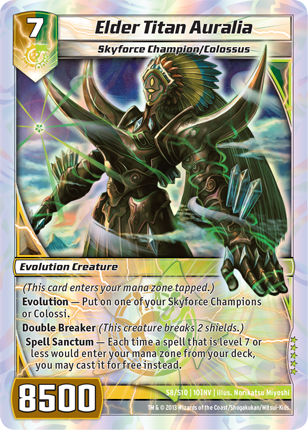 7
Elder Titan Auralia
Skyforce Champion/Colossus
Evolution Creature
(This card enters your mana zone tapped.)
Evolution — Put on one of your Skyforce Champions
or Colossi.
Double Breaker (This creature breaks 2 shields.)
Spell Sanctum — Each time a spell that is level 7 or
less would enter your mana zone from your deck,
you may cast it for free instead.
8500
S8/S10 | 10INV | Illus. Norikatsu Miyoshi
TM & © 2013 Wizards of the Coast/Shogakukan/Mitsui-Kids